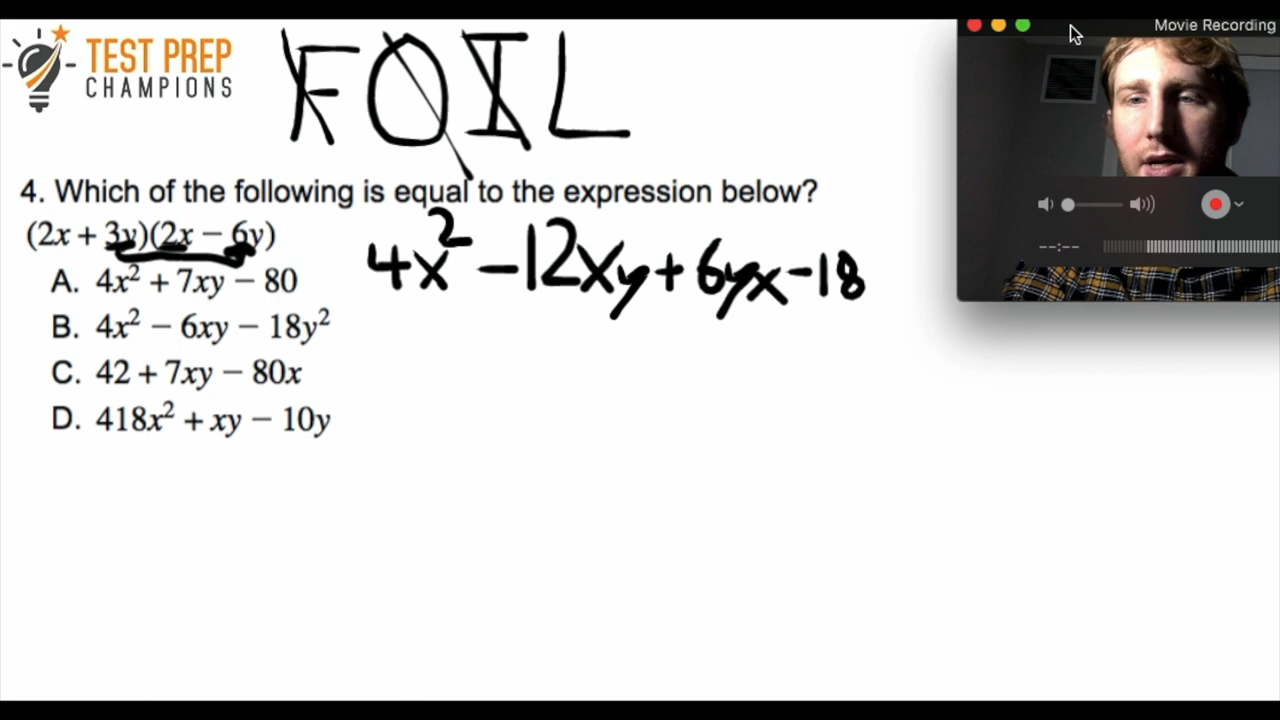 TEST PREP
CHAMPIONS
FOIL
Movie Recording
4. Which of the following is equal to the expression below?
(2x + 3y)(2x − 6y)
4x² − 12xy + 6yx − 18
A. 4x² + 7xy − 80
B. 4x² − 6xy − 18y²
C. 42 + 7xy − 80x
D. 418x² + xy − 10y
--:--